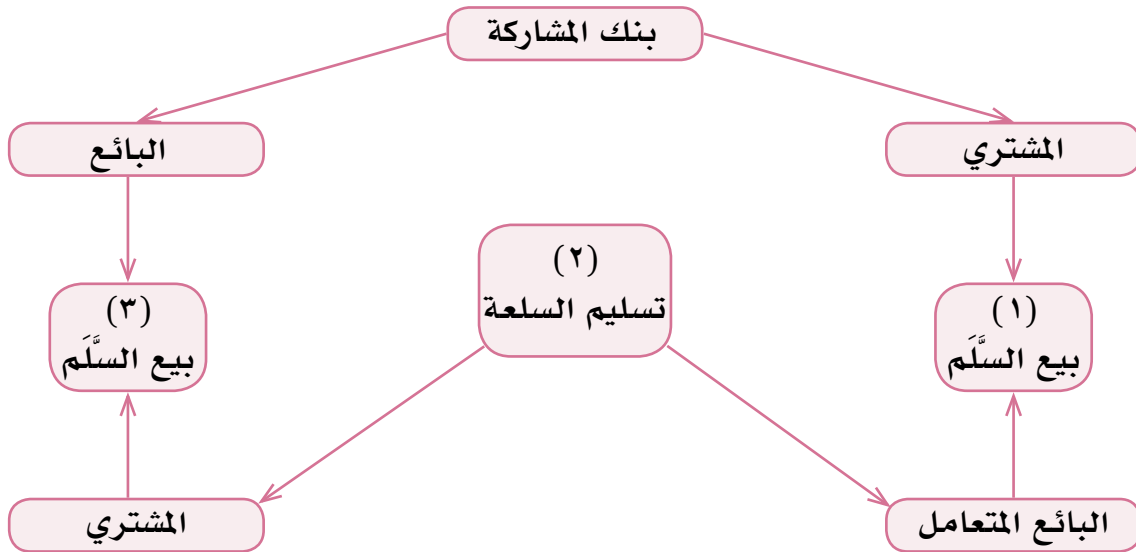 بنك المشاركة
المشتري
البائع
(٢)
تسليم السلعة
(١)
بيع السَّلَم
(٣)
بيع السَّلَم
البائع المتعامل
المشتري